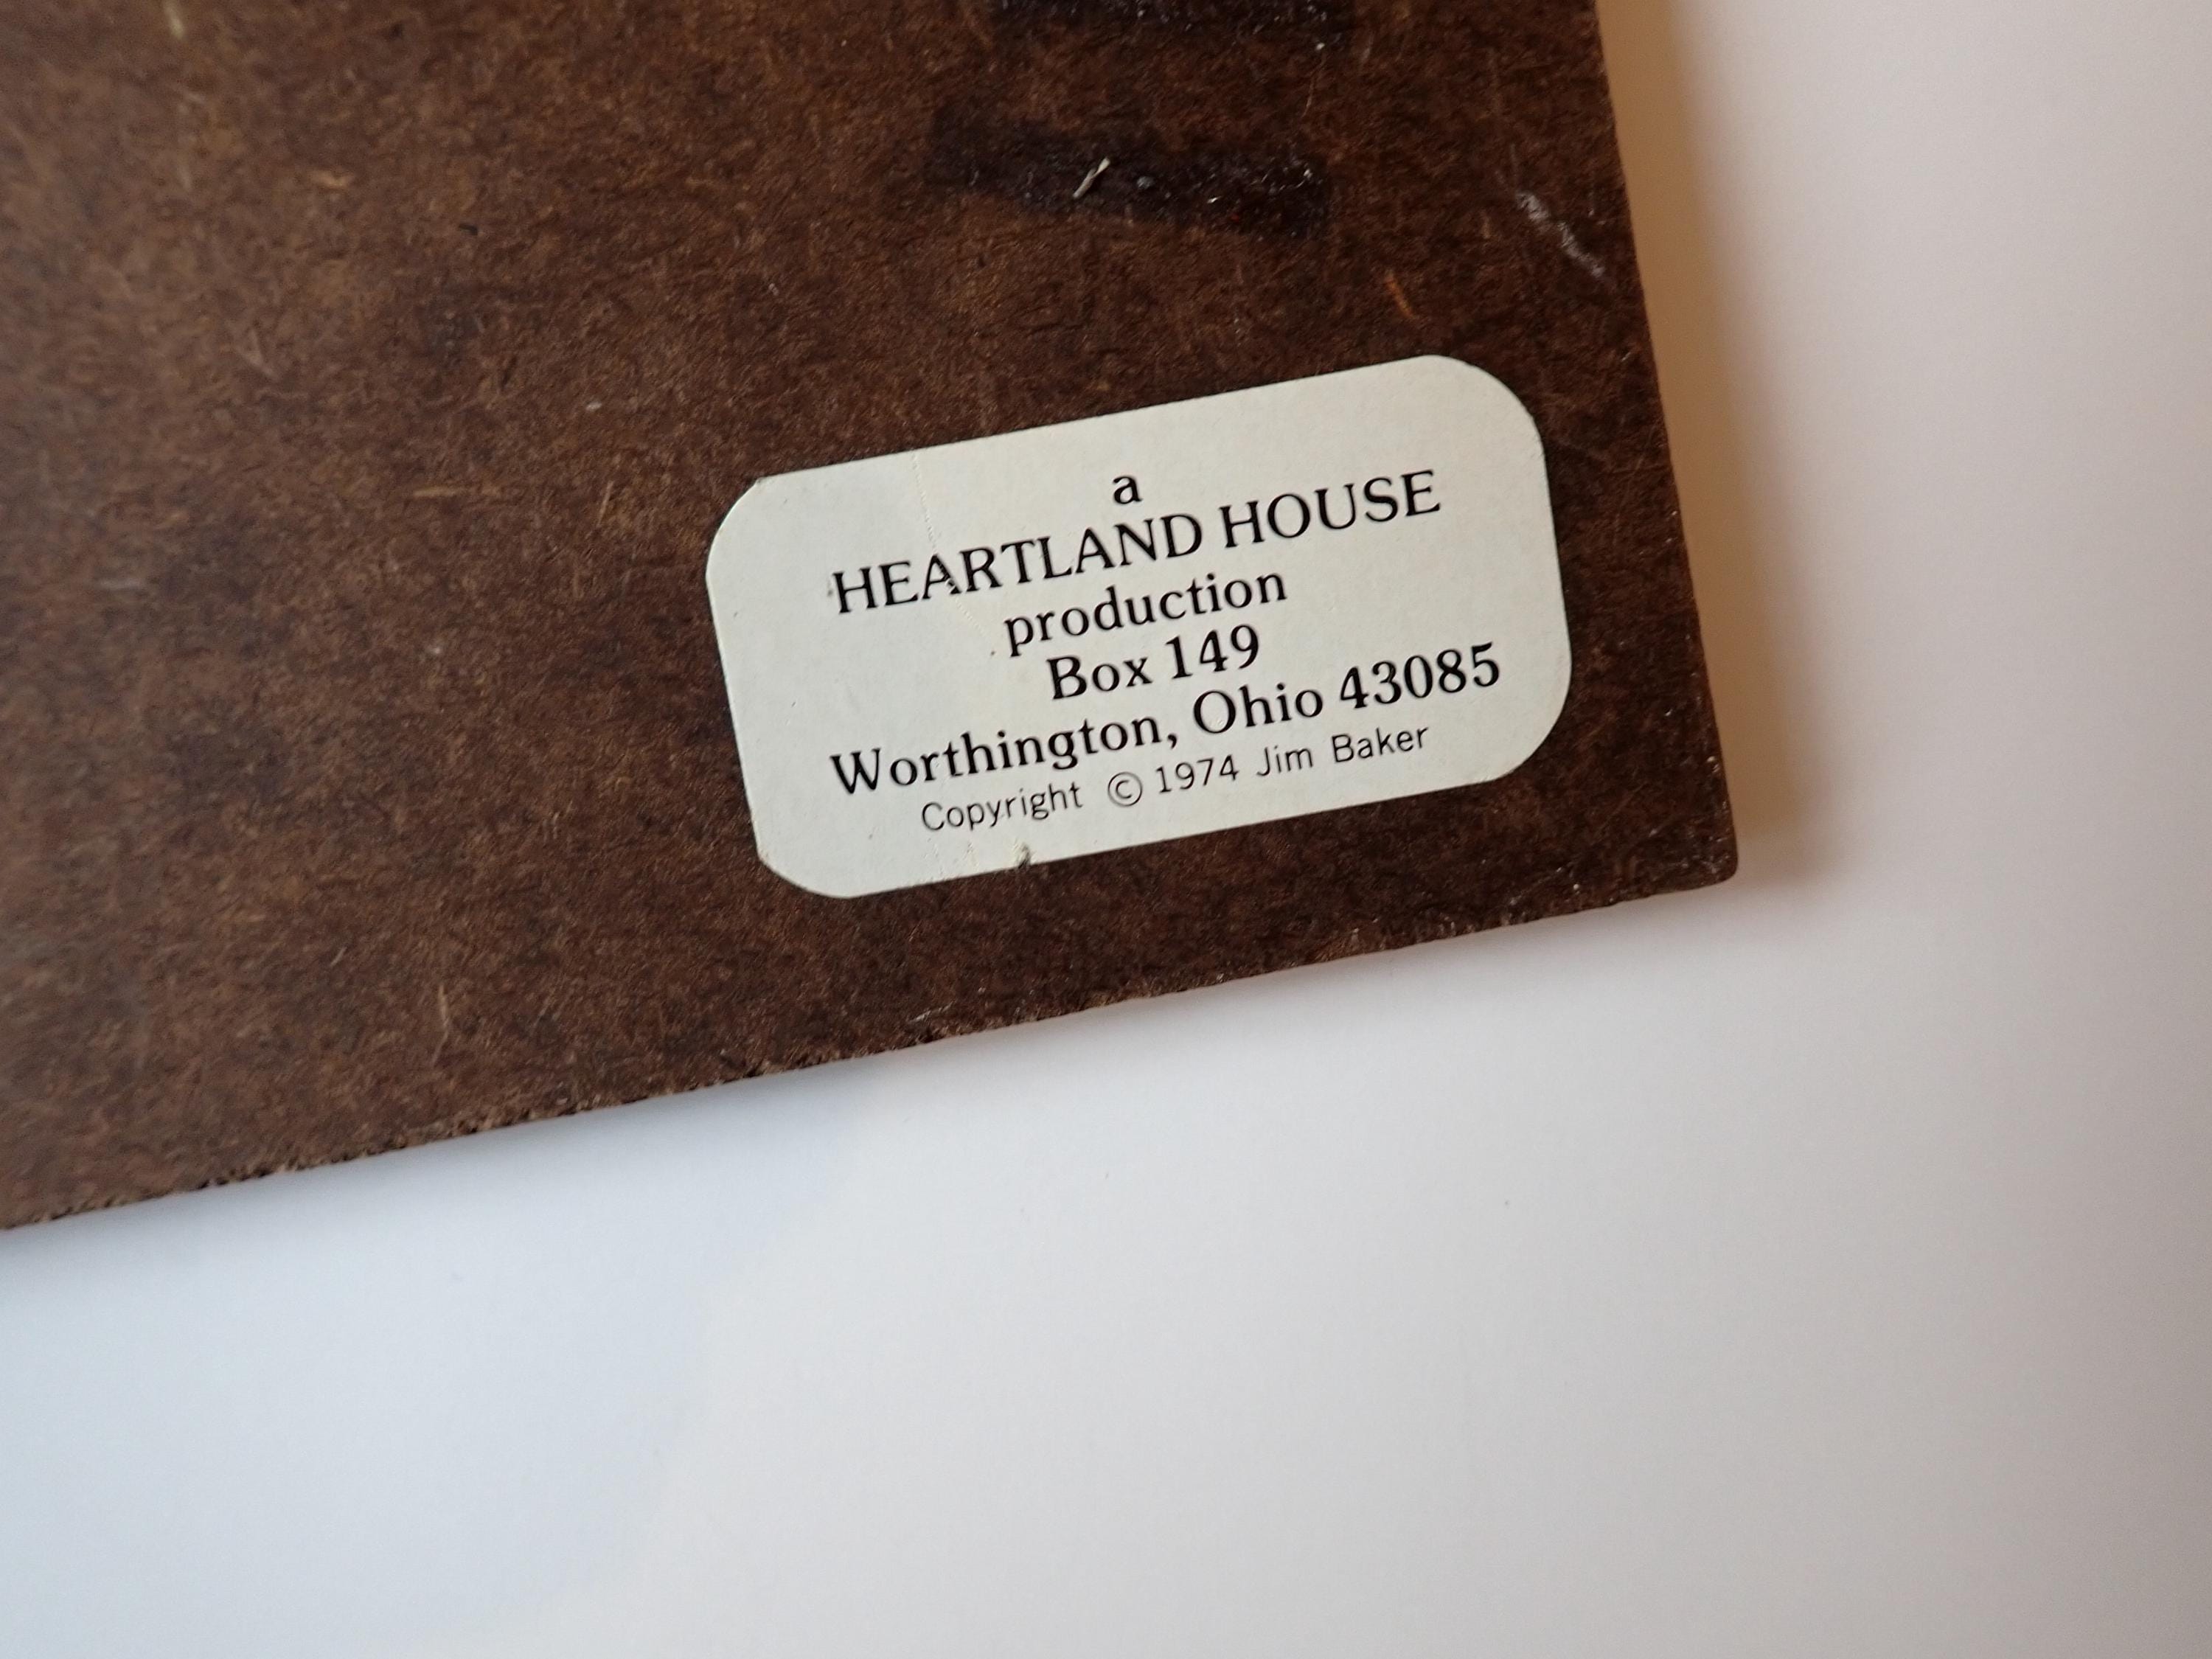 a
HEARTLAND HOUSE
production
Box 149
Worthington, Ohio 43085
Copyright © 1974 Jim Baker